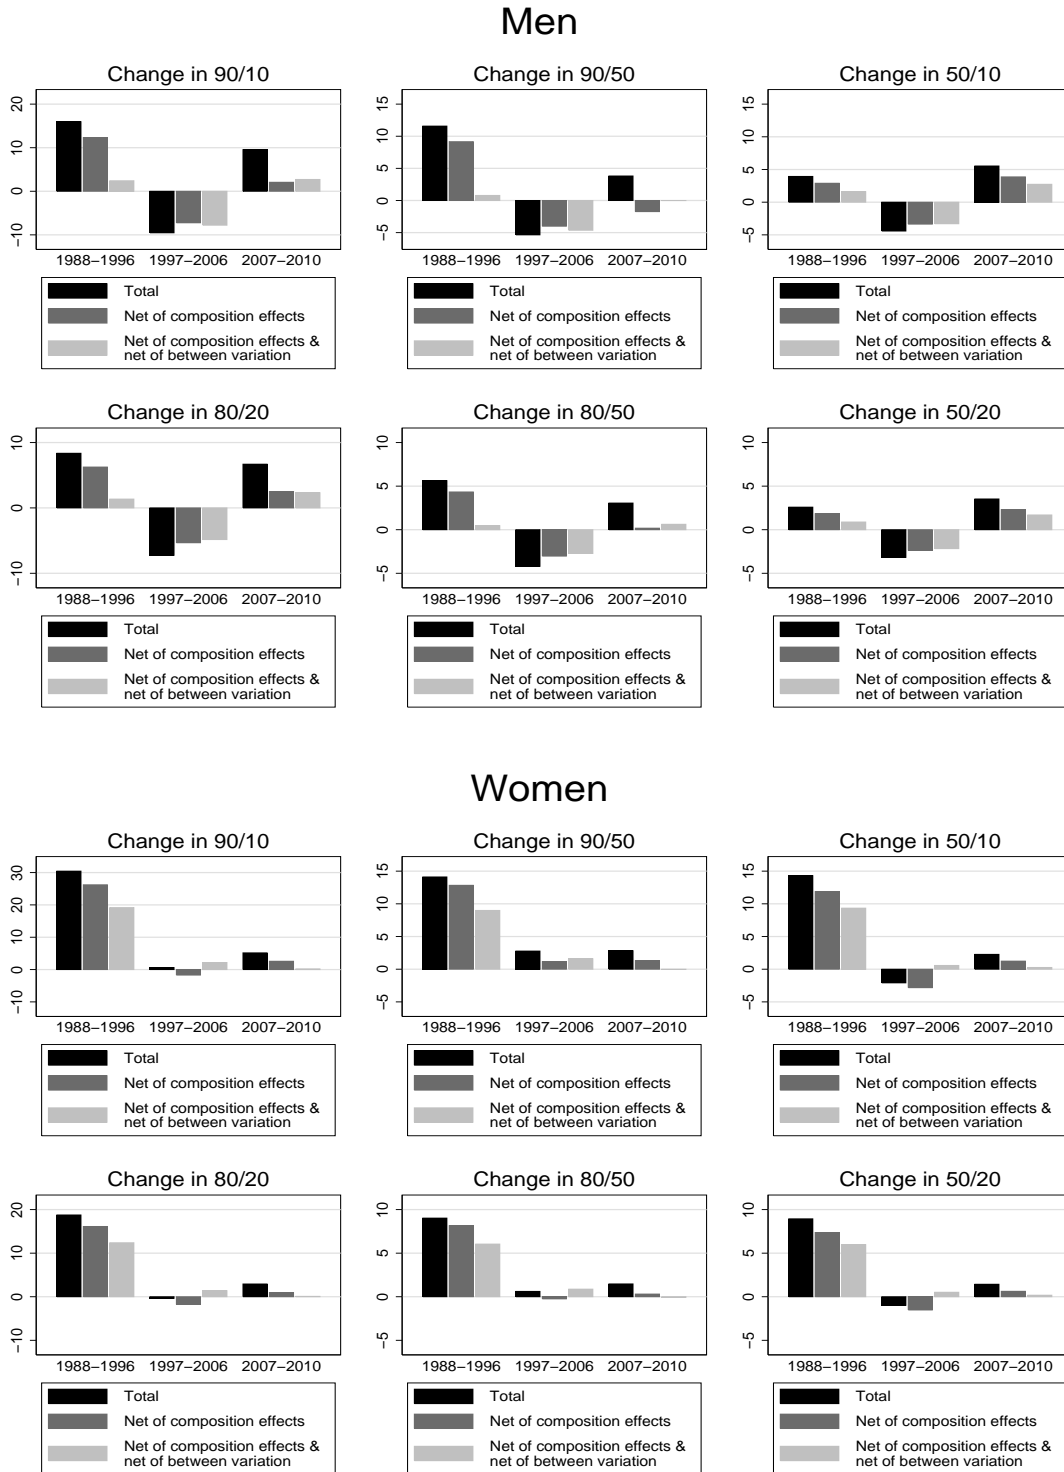 Men
Change in 90/10
20
10
0
−10
1988−1996 1997−2006 2007−2010
Total
Net of composition effects
Net of composition effects &
net of between variation
Change in 90/50
15
10
5
0
−5
1988−1996 1997−2006 2007−2010
Total
Net of composition effects
Net of composition effects &
net of between variation
Change in 50/10
15
10
5
0
−5
1988−1996 1997−2006 2007−2010
Total
Net of composition effects
Net of composition effects &
net of between variation
Change in 80/20
10
0
−10
1988−1996 1997−2006 2007−2010
Total
Net of composition effects
Net of composition effects &
net of between variation
Change in 80/50
10
5
0
−5
1988−1996 1997−2006 2007−2010
Total
Net of composition effects
Net of composition effects &
net of between variation
Change in 50/20
10
5
0
−5
1988−1996 1997−2006 2007−2010
Total
Net of composition effects
Net of composition effects &
net of between variation
Women
Change in 90/10
30
20
10
0
−10
1988−1996 1997−2006 2007−2010
Total
Net of composition effects
Net of composition effects &
net of between variation
Change in 90/50
15
10
5
0
−5
1988−1996 1997−2006 2007−2010
Total
Net of composition effects
Net of composition effects &
net of between variation
Change in 50/10
15
10
5
0
−5
1988−1996 1997−2006 2007−2010
Total
Net of composition effects
Net of composition effects &
net of between variation
Change in 80/20
20
10
0
−10
1988−1996 1997−2006 2007−2010
Total
Net of composition effects
Net of composition effects &
net of between variation
Change in 80/50
10
5
0
−5
1988−1996 1997−2006 2007−2010
Total
Net of composition effects
Net of composition effects &
net of between variation
Change in 50/20
10
5
0
−5
1988−1996 1997−2006 2007−2010
Total
Net of composition effects
Net of composition effects &
net of between variation